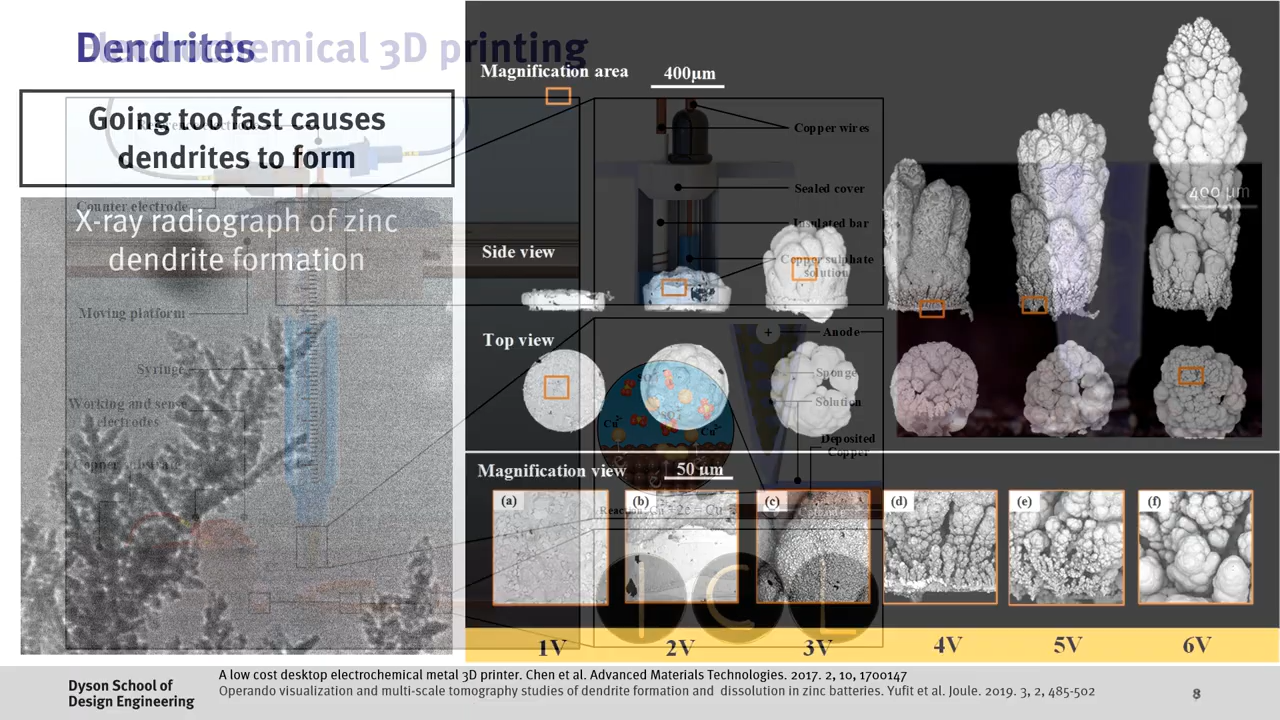 Dendrites
Electrochemical 3D printing
Going too fast causes
dendrites to form
X-ray radiograph of zinc
dendrite formation
Counter electrode
Moving platform
Syringe
Working and sense
electrodes
Magnification area
400µm
Copper wires
Sealed cover
Insulated bar
Copper sulphate
solution
Side view
400 µm
Top view
+
Anode
Sponge
Solution
Deposited
Copper
Magnification view
50 µm
(a)
(b)
(c)
(d)
(e)
(f)
Cathode
I C L
1V
2V
3V
4V
5V
6V
Dyson School of
Design Engineering
A low cost desktop electrochemical metal 3D printer. Chen et al. Advanced Materials Technologies. 2017. 2, 10, 1700147
Operando visualization and multi-scale tomography studies of dendrite formation and dissolution in zinc batteries. Yufit et al. Joule. 2019. 3, 2, 485-502
8